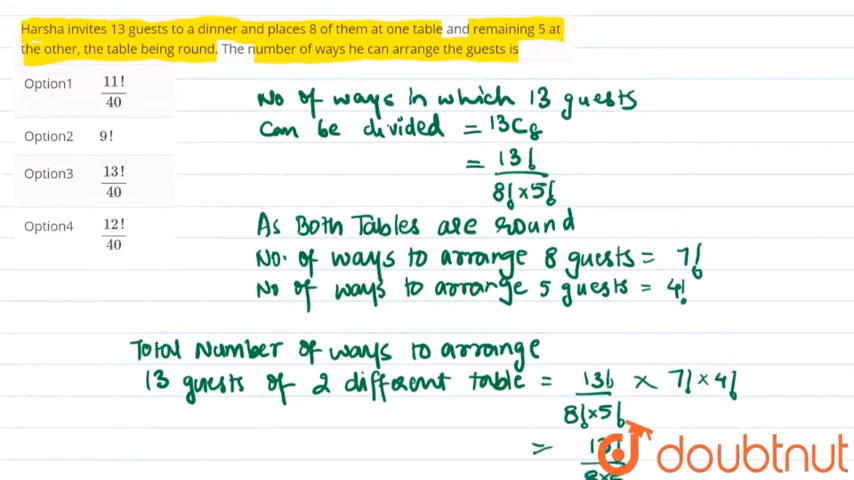 Harsha invites 13 guests to a dinner and places 8 of them at one table and remaining 5 at
the other, the table being round. The number of ways he can arrange the guests is
Option1 11!/40
Option2 9!
Option3 13!/40
Option4 12!/40
No of ways in which 13 guests
Can be divided = 13C8
= 13!/8!×5!
As Both Tables are round
No. of ways to arrange 8 guests = 7!
No of ways to arrange 5 guests = 4!
Total Number of ways to arrange
13 guests of 2 different table = 13!/8!×5! × 7!×4!
= 13!/8×5
doubtnut